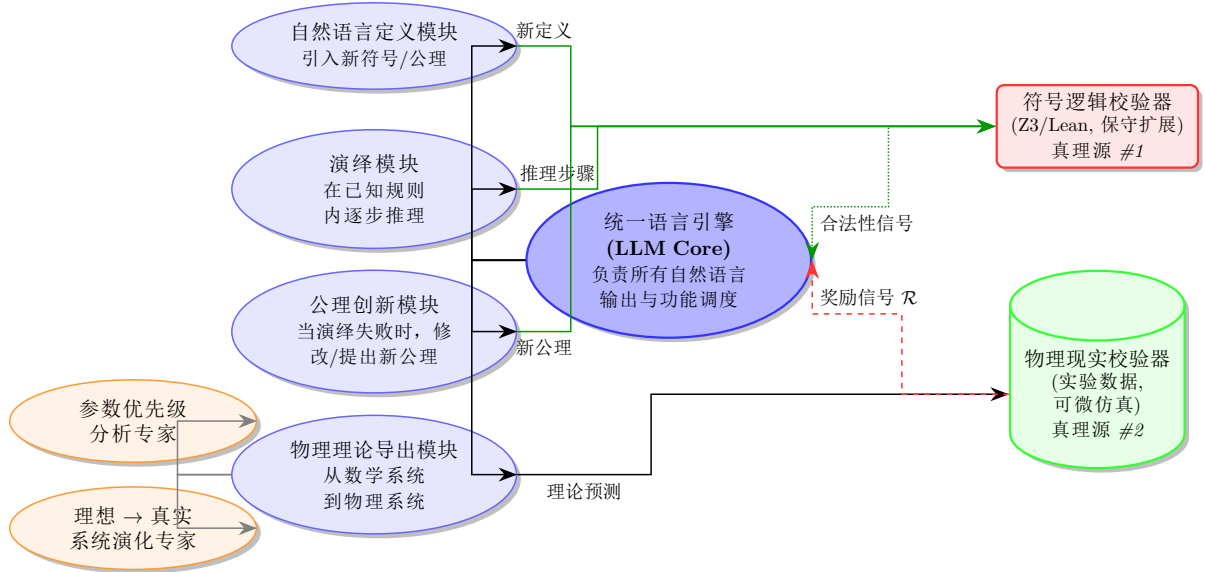 自然语言定义模块
引入新符号/公理
新定义
符号逻辑校验器
(Z3/Lean, 保守扩展)
真理源 #1
演绎模块
在已知规则
内逐步推理
推理步骤
统一语言引擎
(LLM Core)
负责所有自然语言
输出与功能调度
合法性信号
奖励信号 R
公理创新模块
当演绎失败时，修
改/提出新公理
新公理
物理现实校验器
(实验数据,
可微仿真)
真理源 #2
参数优先级
分析专家
物理理论导出模块
从数学系统
到物理系统
理论预测
理想 → 真实
系统演化专家